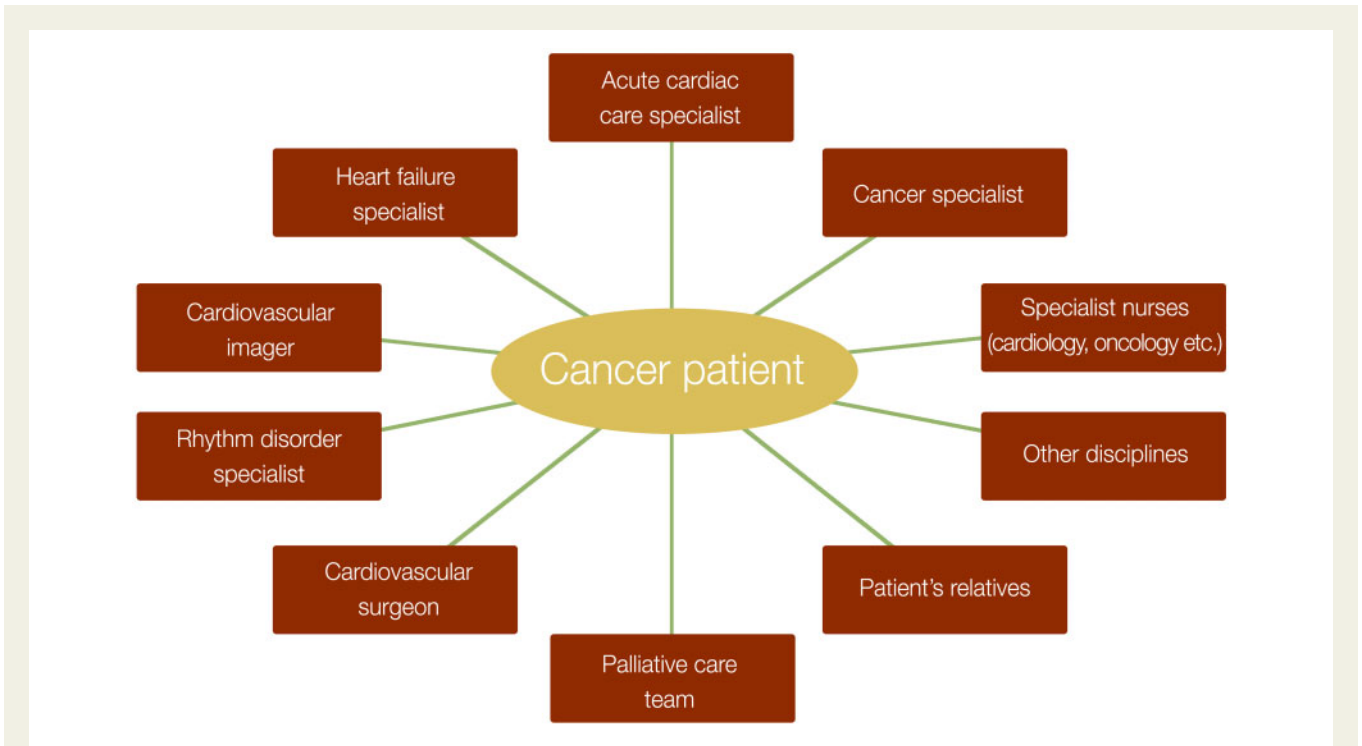 Acute cardiac
care specialist
Heart failure
specialist
Cancer specialist
Cardiovascular
imager
Specialist nurses
(cardiology, oncology etc.)
Cancer patient
Rhythm disorder
specialist
Other disciplines
Cardiovascular
surgeon
Patient’s relatives
Palliative care
team